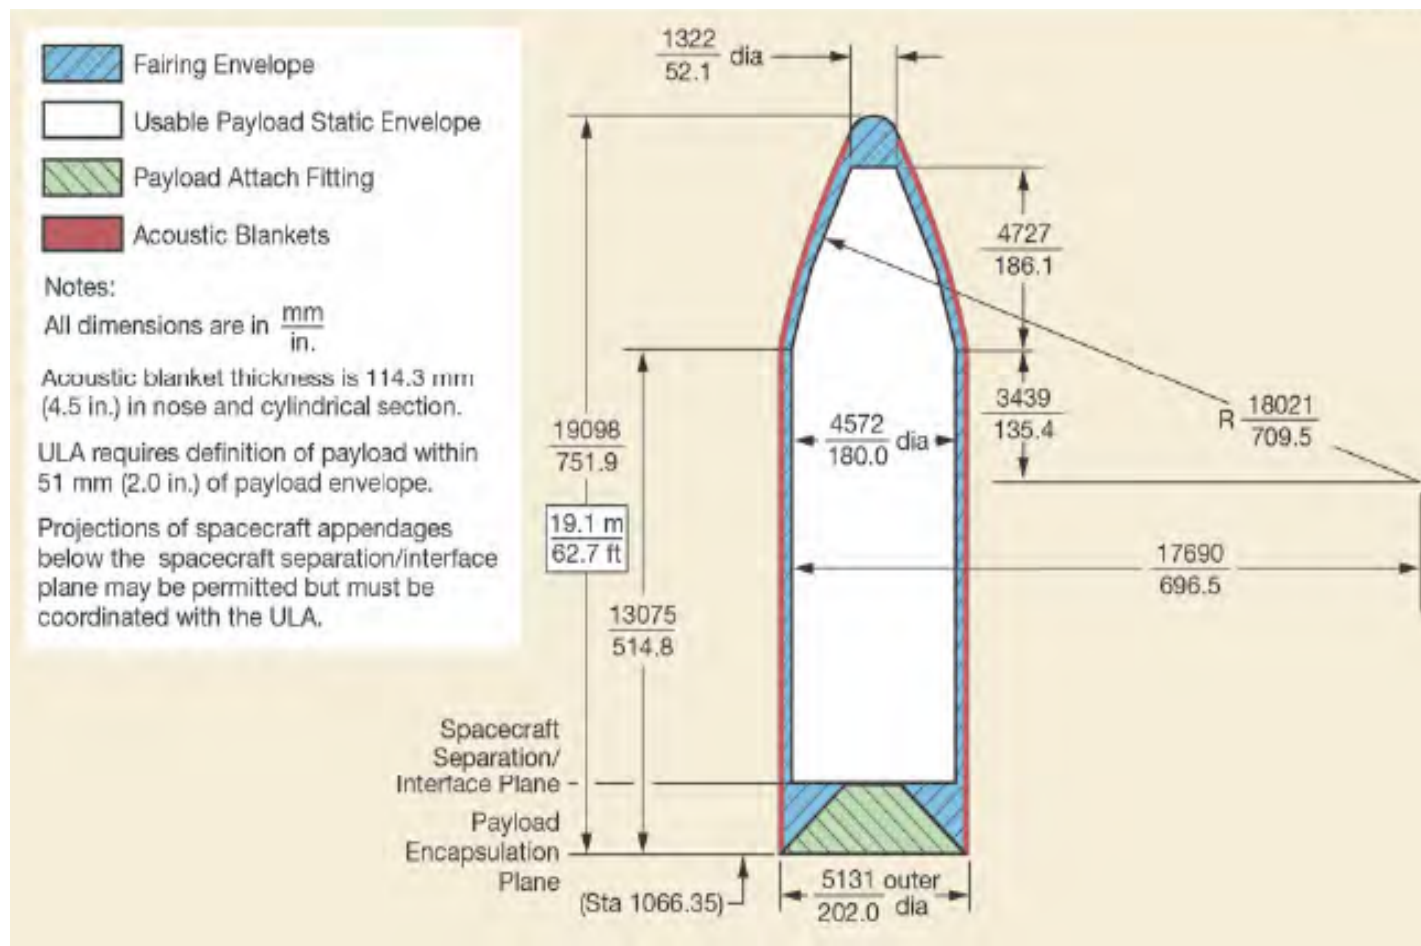 Fairing Envelope
Usable Payload Static Envelope
Payload Attach Fitting
Acoustic Blankets
Notes:
All dimensions are in mm
in.
Acoustic blanket thickness is 114.3 mm
(4.5 in.) in nose and cylindrical section.
ULA requires definition of payload within
51 mm (2.0 in.) of payload envelope.
Projections of spacecraft appendages
below the spacecraft separation/interface
plane may be permitted but must be
coordinated with the ULA.
1322
52.1
dia
4727
186.1
3439
135.4
R
18021
709.5
4572
180.0
dia
19098
751.9
19.1 m
62.7 ft
17690
696.5
13075
514.8
Spacecraft
Separation/
Interface Plane
Payload
Encapsulation
Plane
(Sta 1066.35)
5131 outer
202.0 dia